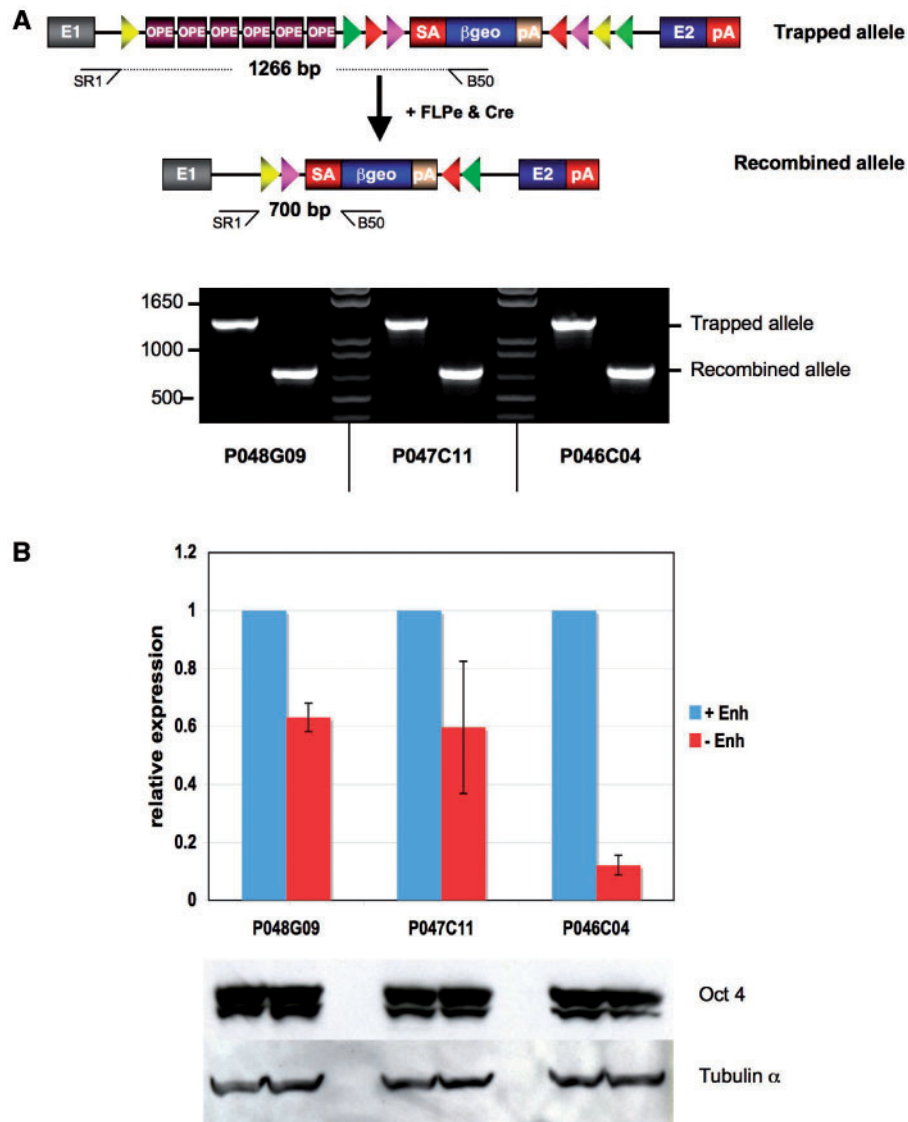 A
E1 OPE OPE OPE OPE OPE OPE SA βgeo pA E2 pA Trapped allele
SR1 1266 bp B50
+ FLPe & Cre
Recombined allele
E1 SA βgeo pA E2 pA
SR1 700 bp B50
1650
1000
500
Trapped allele
Recombined allele
P048G09 P047C11 P046C04
B
1.2
1
0.8
0.6
0.4
0.2
0
relative expression
+ Enh
- Enh
P048G09 P047C11 P046C04
Oct 4
Tubulin α